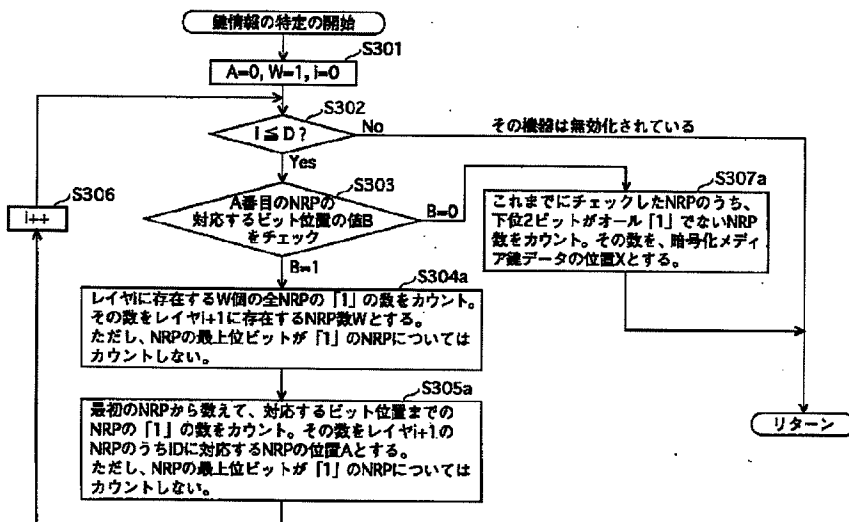 鍵情報の特定の開始
S301
A=0, W=1, i=0
S302
i≦D?
No
その機器は無効化されている
Yes
S306
i++
S303
A番目のNRPの
対応するビット位置の値B
をチェック
B=0
B=1
S307a
これまでにチェックしたNRPのうち、
下位2ビットがオール「1」でないNRP
数をカウント。その数を、暗号化メディ
ア鍵データの位置Xとする。
S304a
レイヤiに存在するW個の全NRPの「1」の数をカウント。
その数をレイヤi+1に存在するNRP数Wとする。
ただし、NRPの最上位ビットが「1」のNRPについては
カウントしない。
S305a
最初のNRPから数えて、対応するビット位置までの
NRPの「1」の数をカウント。その数をレイヤi+1の
NRPのうちIDに対応するNRPの位置Aとする。
ただし、NRPの最上位ビットが「1」のNRPについては
カウントしない。
リターン